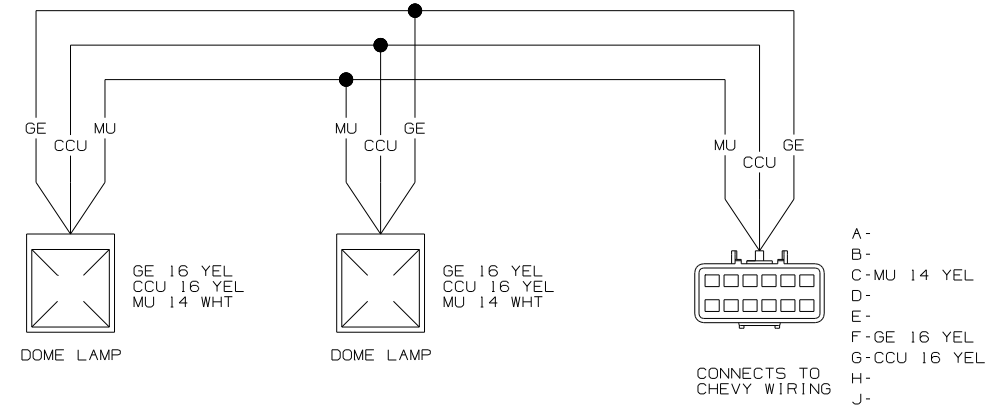 GE
MU
CCU
MU
GE
CCU
MU
GE
CCU
GE 16 YEL
CCU 16 YEL
MU 14 WHT
DOME LAMP
GE 16 YEL
CCU 16 YEL
MU 14 WHT
DOME LAMP
CONNECTS TO
CHEVY WIRING
A-
B-
C-MU 14 YEL
D-
E-
F-GE 16 YEL
G-CCU 16 YEL
H-
J-